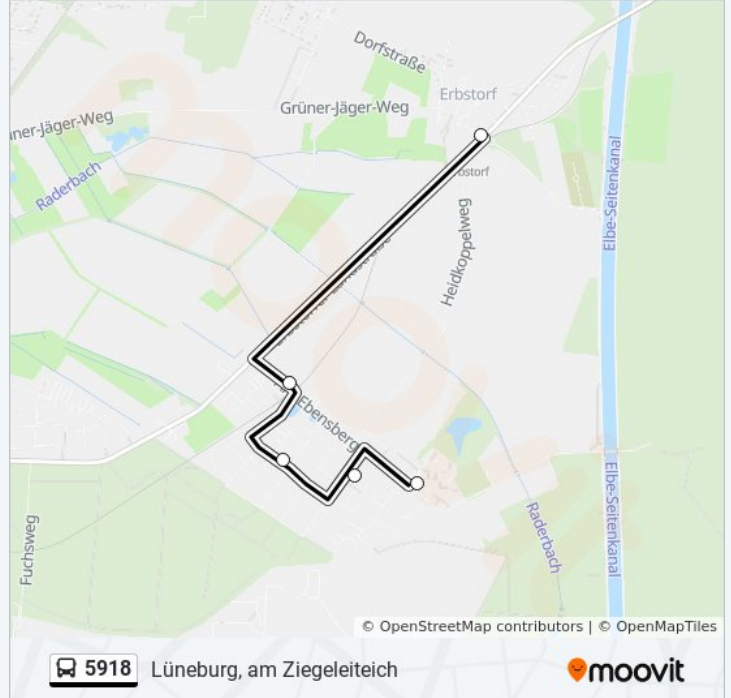 Dorfstraße
Erbstorf
Grüner-Jäger-Weg
ner-Jäger-Weg
Raderbach
bstorf
Elbe-Seitenkanal
Heidkoppelweg
Ebensberg
Elbe-Seitenkanal
Raderbach
Fuchsweg
© OpenStreetMap contributors | © OpenMapTiles
5918 Lüneburg, am Ziegeleiteich
moovit